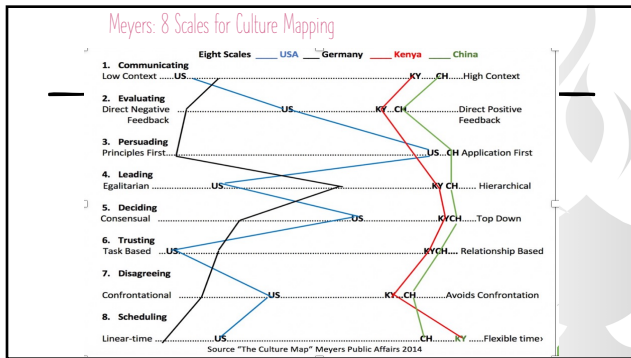 Meyers: 8 Scales for Culture Mapping
Eight Scales ____ USA ____Germany ____ Kenya ____ China
1. Communicating
Low Context ...US............KY.....CH....High Context
2. Evaluating
Direct Negative ............US............KY...CH............Direct Positive
Feedback Feedback
3. Persuading
Principles First............US...CH Application First
4. Leading
Egalitarian ............US............KY CH.... Hierarchical
5. Deciding
Consensual ............US............KYCH.... Top Down
6. Trusting
Task Based ...US............KYCH.... Relationship Based
7. Disagreeing
Confrontational ............US............KY...CH............Avoids Confrontation
8. Scheduling
Linear-time ............US............CH........KY.....Flexible time
Source "The Culture Map" Meyers Public Affairs 2014